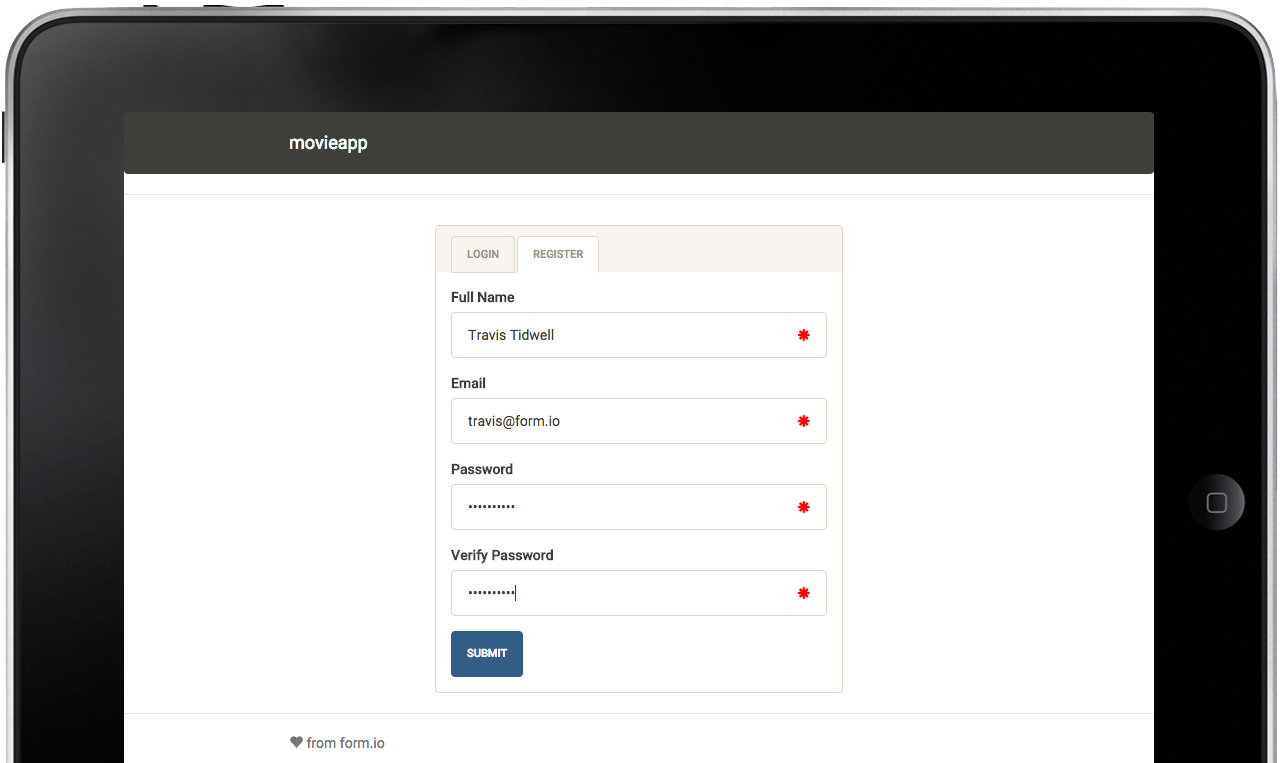 movieapp
LOGIN REGISTER
Full Name
Travis Tidwell
Email
travis@form.io
Password
••••••••••
Verify Password
••••••••••
SUBMIT
from form.io